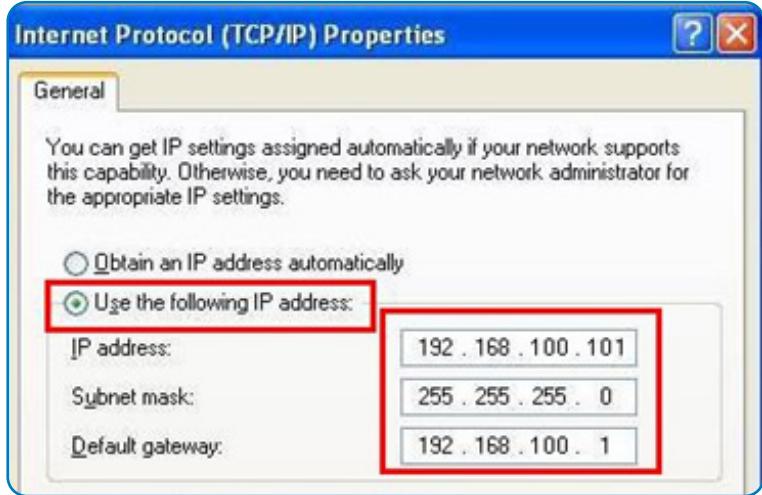 Internet Protocol (TCP/IP) Properties
General
You can get IP settings assigned automatically if your network supports
this capability. Otherwise, you need to ask your network administrator for
the appropriate IP settings.
Obtain an IP address automatically
Use the following IP address:
IP address: 192 . 168 . 100 . 101
Subnet mask: 255 . 255 . 255 . 0
Default gateway: 192 . 168 . 100 . 1